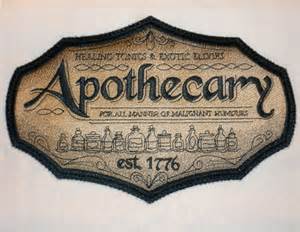 HEALING TONICS & EXOTIC ELIXIRS
Apothecary
FOR ALL MANNER OF MALIGNANT HUMOURS
est. 1776